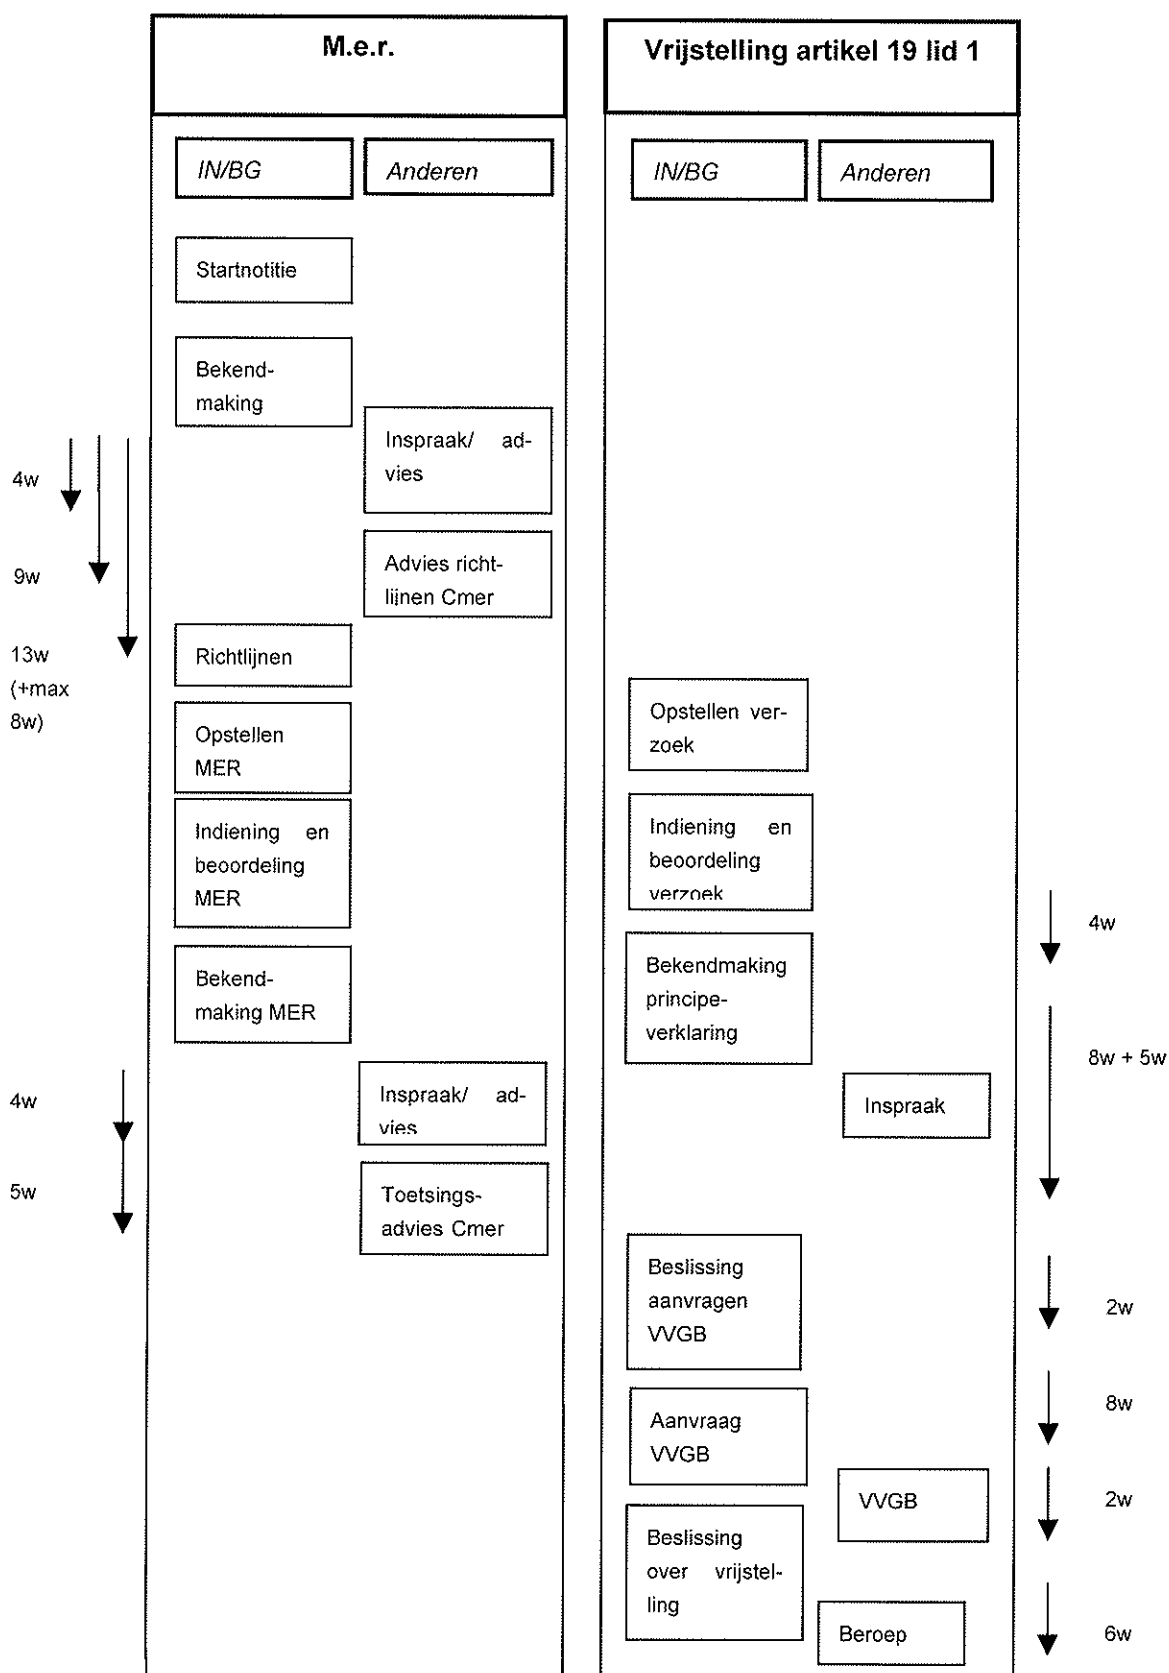 M.e.r.
IN/BG
Anderen
Startnotitie
Bekend-
making
Inspraak/ ad-
vies
4w
Advies richt-
lijnen Cmer
9w
Richtlijnen
13w
(+max
8w)
Opstellen
MER
Indiening en
beoordeling
MER
Bekend-
making MER
Inspraak/ ad-
vies
4w
Toetsings-
advies Cmer
5w
Vrijstelling artikel 19 lid 1
IN/BG
Anderen
Opstellen ver-
zoek
Indiening en
beoordeling
verzoek
4w
Bekendmaking
principe-
verklaring
8w + 5w
Inspraak
Beslissing
aanvragen
VVGB
2w
Aanvraag
VVGB
8w
VVGB
2w
Beslissing
over vrijstel-
ling
Beroep
6w